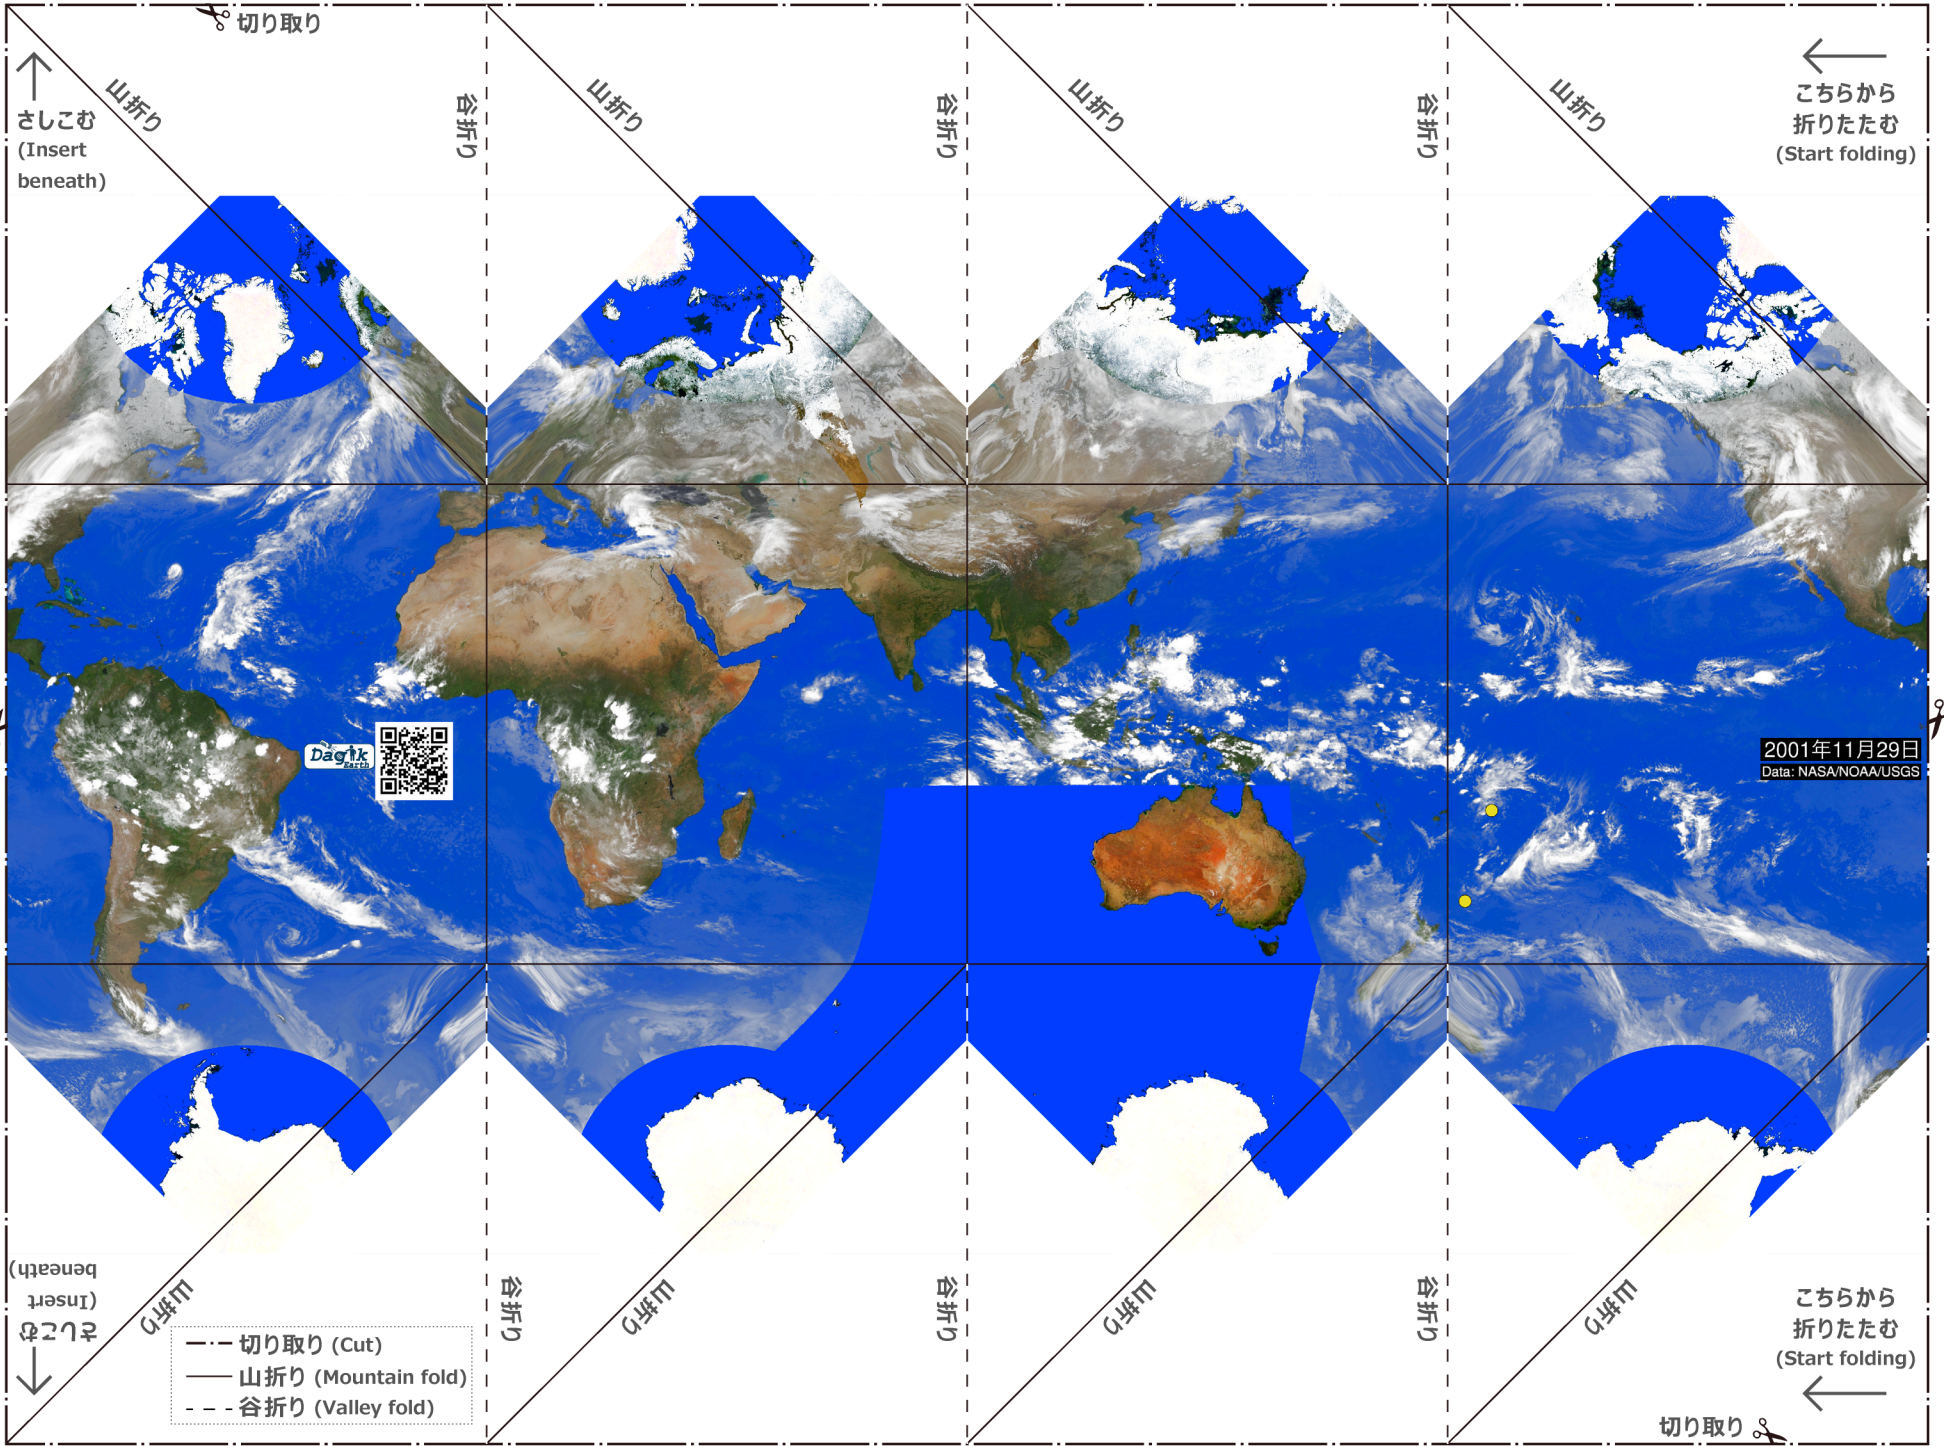 切り取り
山折り
谷折り
山折り
谷折り
山折り
谷折り
山折り
さしこむ
(Insert
beneath)
こちらから
折りたたむ
(Start folding)
Dagik
Earth
2001年11月29日
Data: NASA/NOAA/USGS
さしこむ
(Insert
beneath)
山折り
谷折り
山折り
谷折り
山折り
谷折り
山折り
こちらから
折りたたむ
(Start folding)
切り取り (Cut)
山折り (Mountain fold)
谷折り (Valley fold)
切り取り